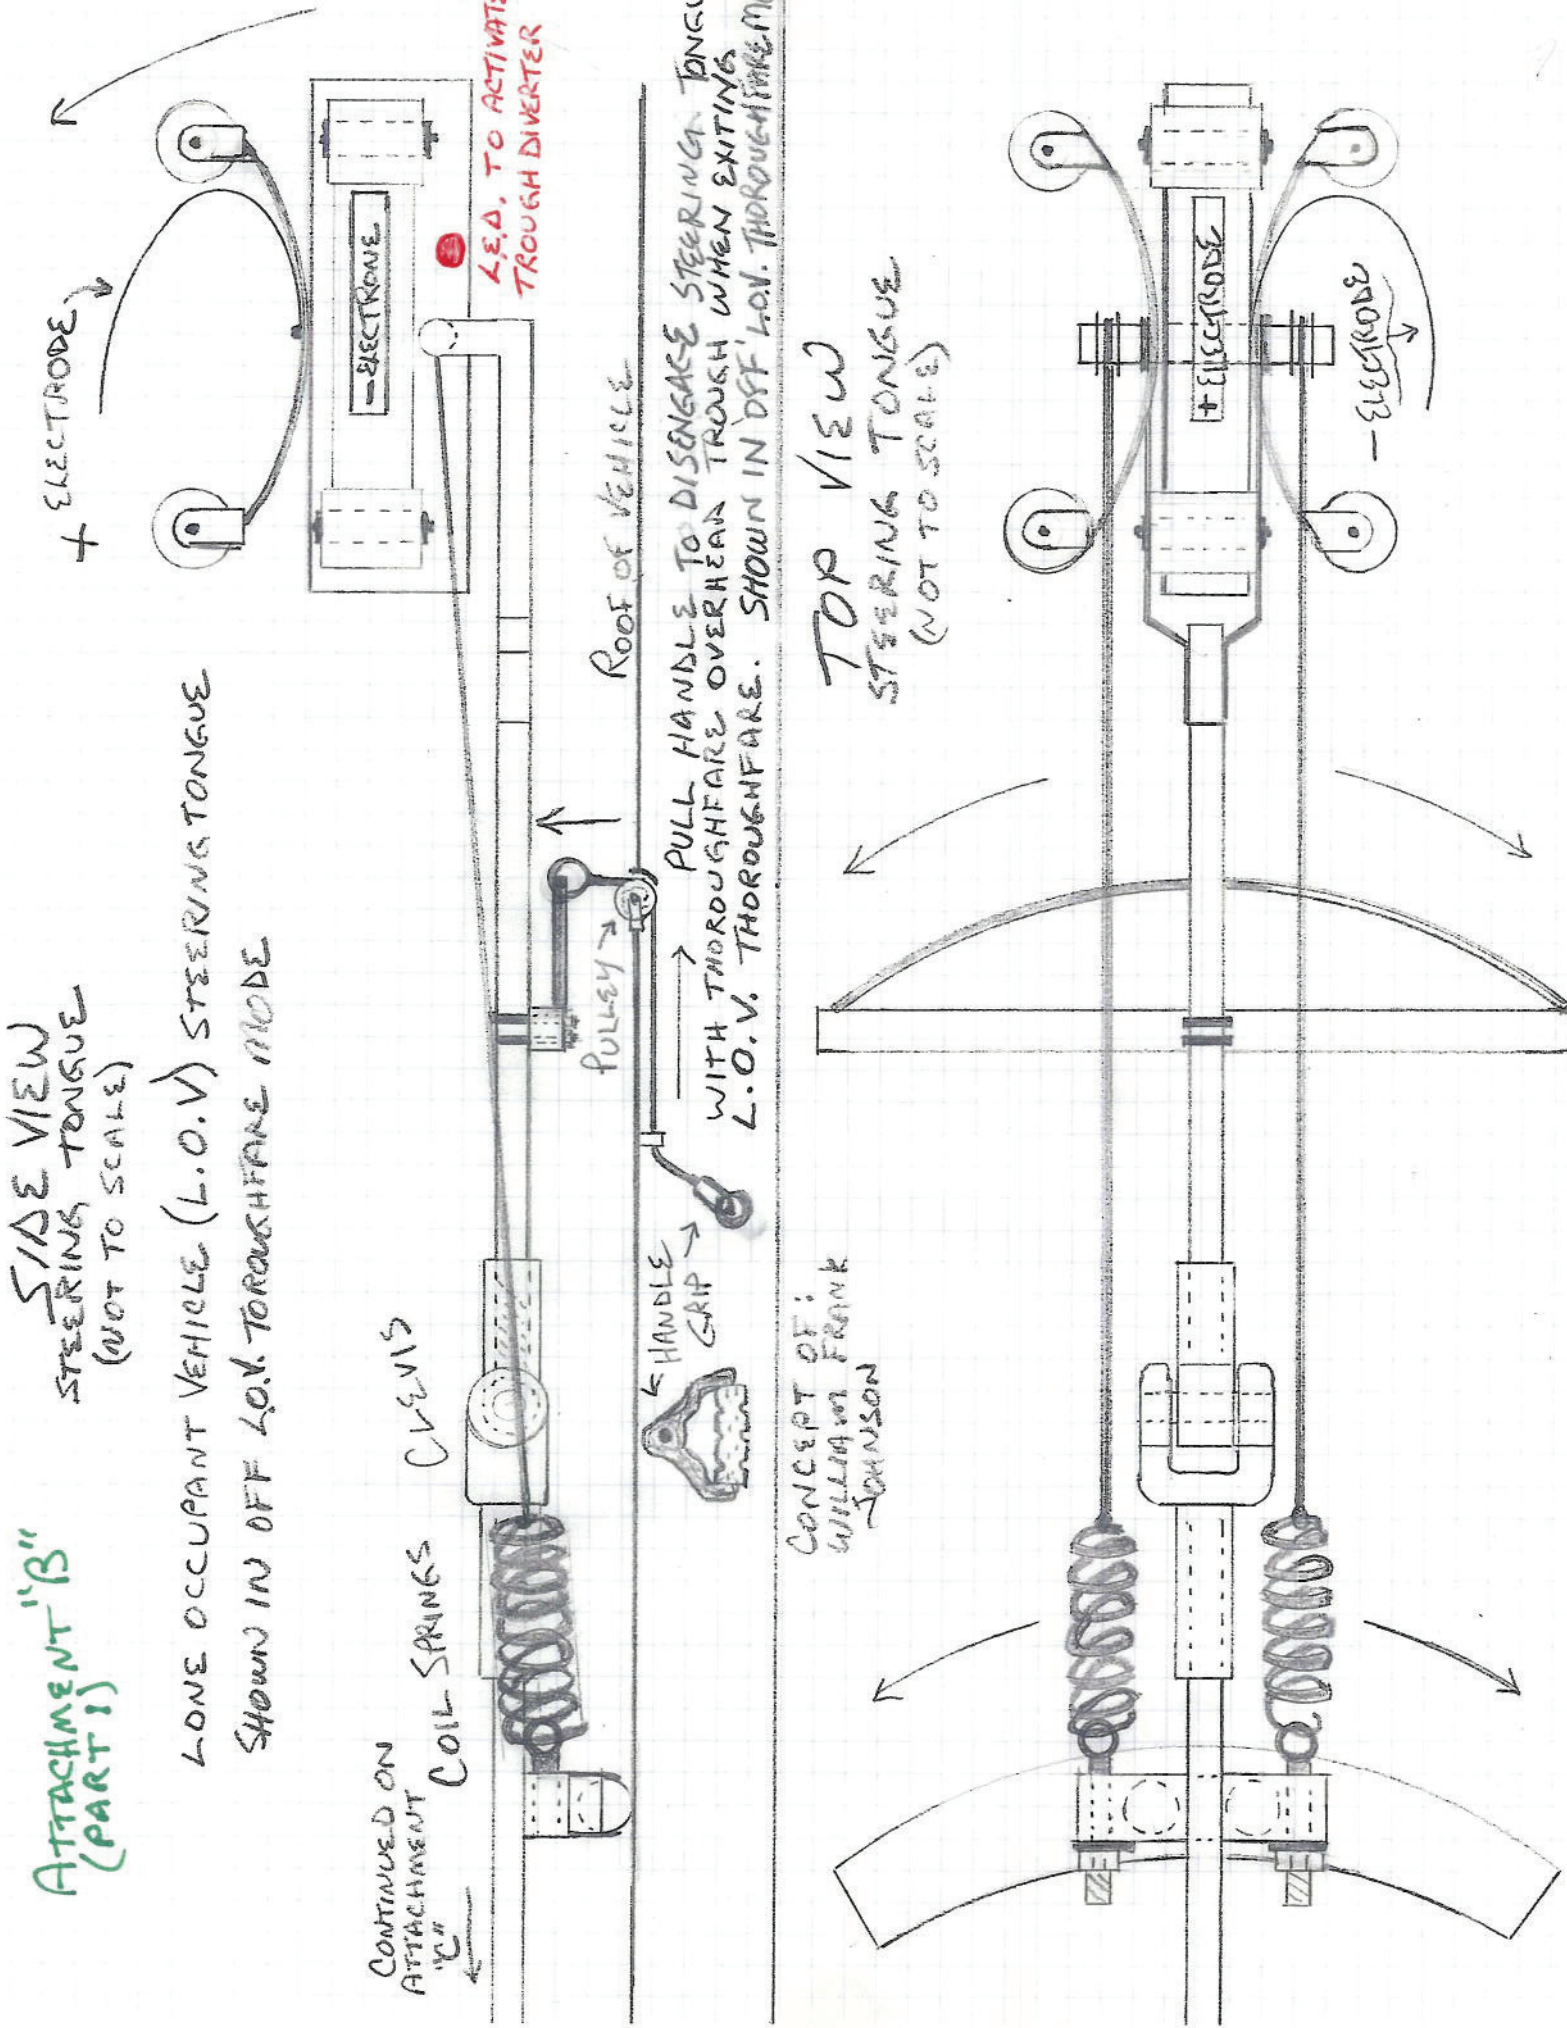 ATTACHMENT "B"
(PART 1)
SIDE VIEW
STEERING TONGUE
(NOT TO SCALE)
LONE OCCUPANT VEHICLE (L.O.V) STEERING TONGUE
SHOWN IN OFF L.O.V. TOROUGHFARE MODE
+ ELECTRODE
CONTINUED ON
ATTACHMENT
"C"
COIL SPRINGS
CLEVIS
-ELECTRONE
L.E.D. TO ACTIVATE
TROUGH DIVERTER
PULLEY
ROOF OF VEHICLE
HANDLE
GRIP
PULL HANDLE TO DISENGAGE STEERING
WITH THOROUGHFARE OVERHEAD TROUGH WHEN EXITING
L.O.V. THOROUGHFARE. SHOWN IN OFF L.O.V. THOROUGHFARE
CONCEPT OF:
WILLIAM FRANK
JOHNSON
TOP VIEW
STEERING TONGUE
(NOT TO SCALE)
+ ELECTRODE
- ELECTRODE